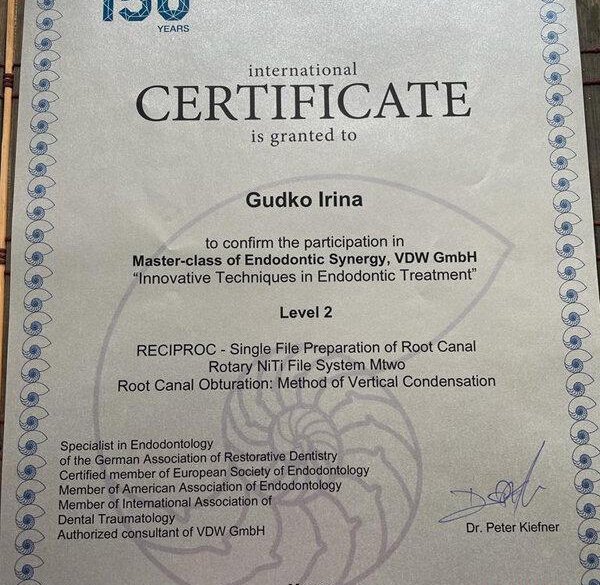 150
YEARS
international
CERTIFICATE
is granted to
Gudko Irina
to confirm the participation in
Master-class of Endodontic Synergy, VDW GmbH
“Innovative Techniques in Endodontic Treatment”
Level 2
RECIPROC - Single File Preparation of Root Canal
Rotary NiTi File System Mtwo
Root Canal Obturation: Method of Vertical Condensation
Specialist in Endodontology
of the German Association of Restorative Dentistry
Certified member of European Society of Endodontology
Member of American Association of Endodontology
Member of International Association of
Dental Traumatology
Authorized consultant of VDW GmbH
Dr. Peter Kiefner